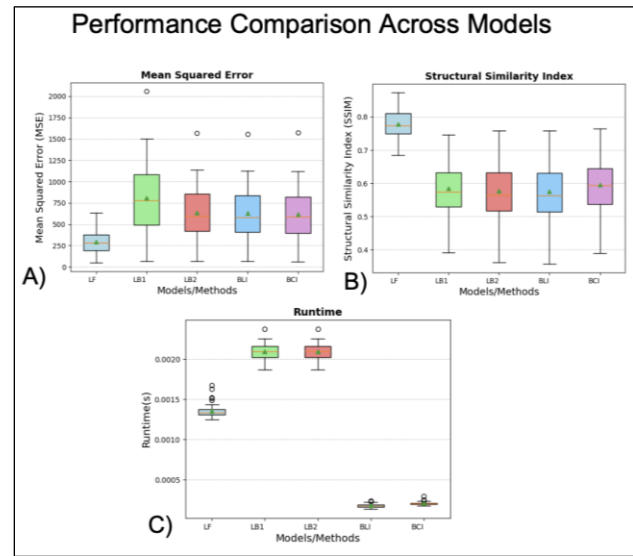 Performance Comparison Across Models
Mean Squared Error
Mean Squared Error (MSE)
2000
1750
1500
1250
1000
750
500
250
0
LF LB1 LB2 BLI BCI
Models/Methods
A)
Structural Similarity Index
Structural Similarity Index (SSIM)
0.8
0.7
0.6
0.5
0.4
LF LB1 LB2 BLI BCI
Models/Methods
B)
Runtime
Runtime(s)
0.0020
0.0015
0.0010
0.0005
LF LB1 LB2 BLI BCI
Models/Methods
C)